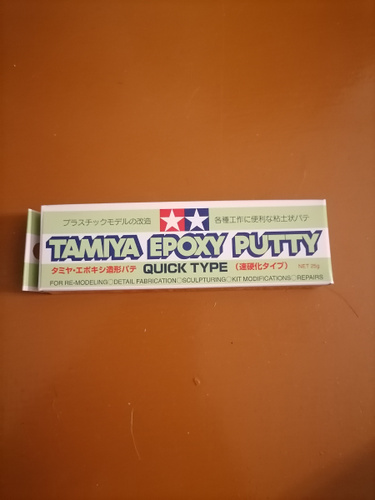 プラスチックモデルの改造 各種工作に便利な粘土状パテ
TAMIYA EPOXY PUTTY
タミヤ・エポキシ造形パテ QUICK TYPE (速硬化タイプ) NET 25g
FOR RE-MODELING□DETAIL FABRICATION□SCULPTURING□KIT MODIFICATIONS□REPAIRS